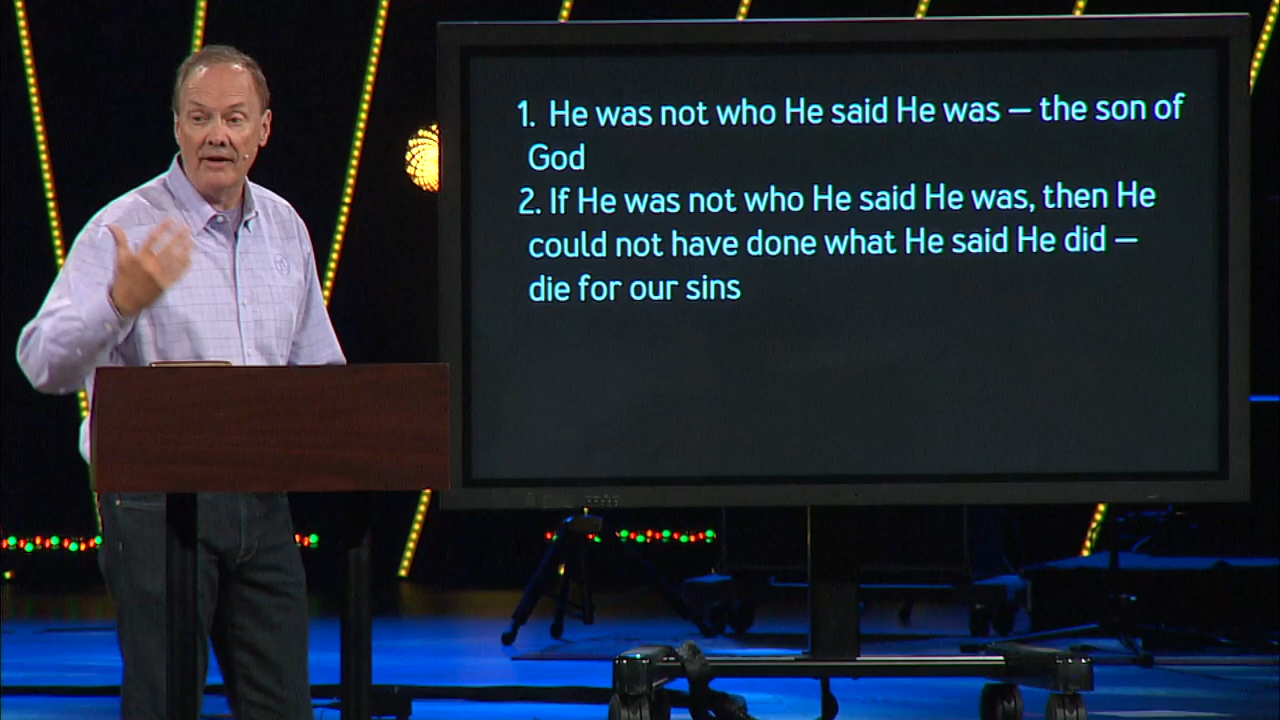 1. He was not who He said He was – the son of
God
2. If He was not who He said He was, then He
could not have done what He said He did –
die for our sins